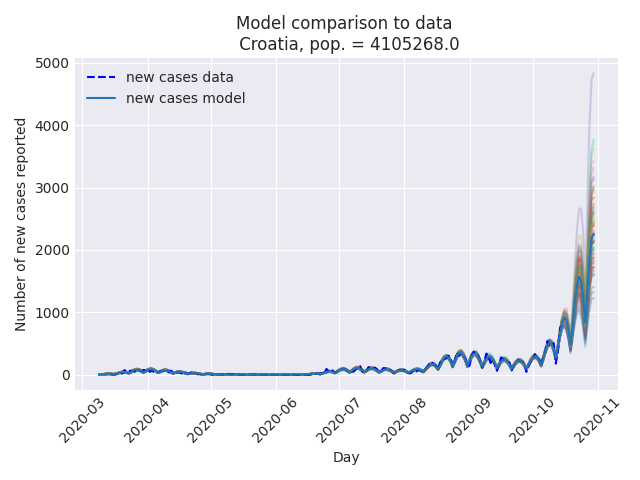 Model comparison to data
Croatia, pop. = 4105268.0
new cases data
new cases model
Number of new cases reported
5000
4000
3000
2000
1000
0
2020-03
2020-04
2020-05
2020-06
2020-07
2020-08
2020-09
2020-10
2020-11
Day